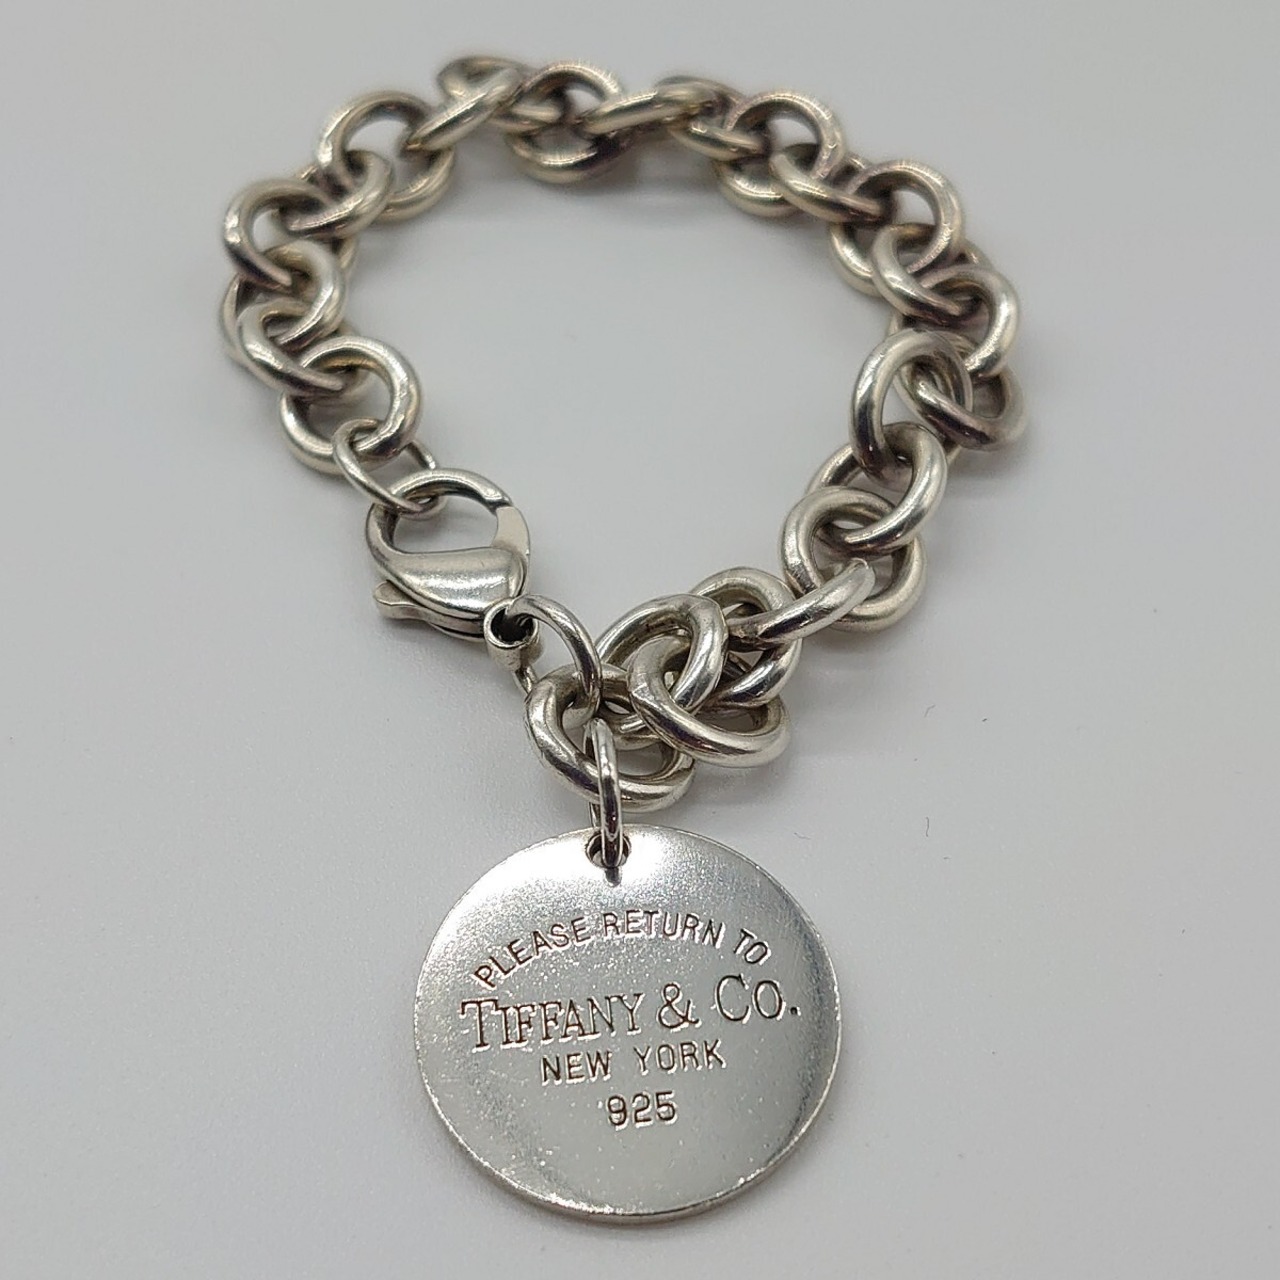 PLEASE RETURN TO
TIFFANY & CO.
NEW YORK
925